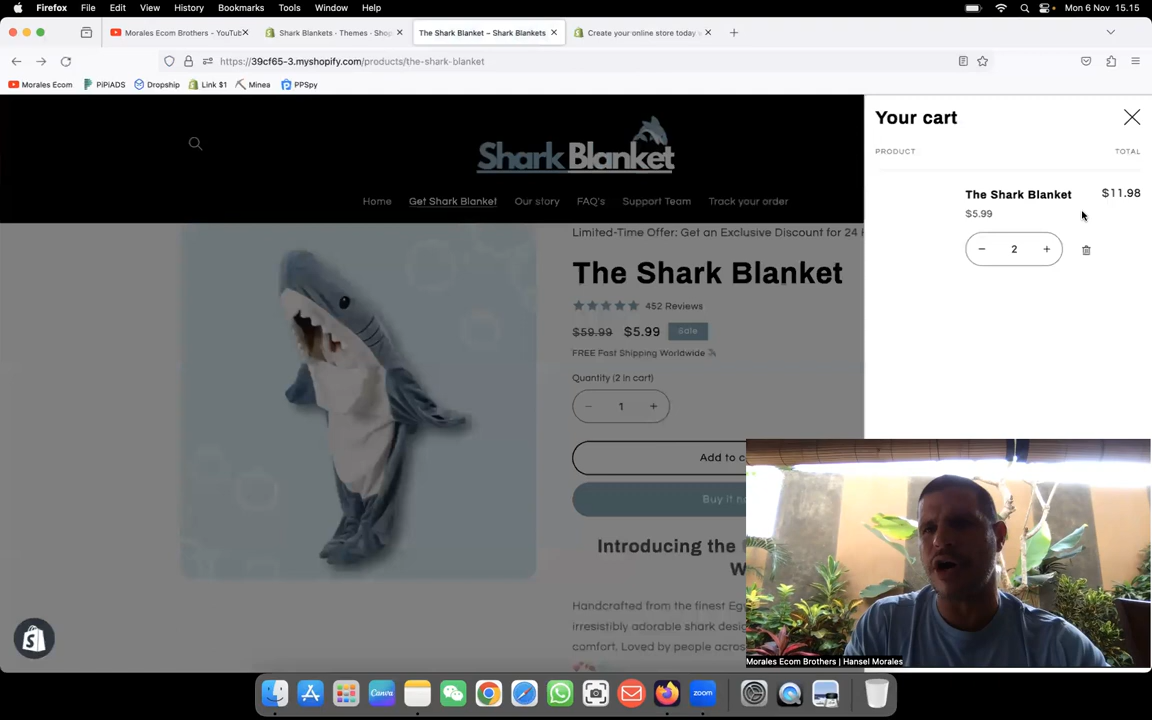 Firefox File Edit View History Bookmarks Tools Window Help Mon 6 Nov 15.15
Morales Ecom Brothers - YouTub Shark Blankets · Themes · Shop The Shark Blanket – Shark Blankets Create your online store today
https://39cf65-3.myshopify.com/products/the-shark-blanket
Morales Ecom PiPiADS Dropship Link $1 Minea PPSpy
Your cart
PRODUCT TOTAL
The Shark Blanket $11.98
$5.99
− 2 +
Shark Blanket
Home Get Shark Blanket Our story FAQ's Support Team Track your order
Limited-Time Offer: Get an Exclusive Discount for 24
The Shark Blanket
452 Reviews
$59.99 $5.99 Sale
FREE Fast Shipping Worldwide
Quantity (2 in cart)
− 1 +
Add to c
Buy it n
Introducing the
W
Handcrafted from the finest Eg
irresistibly adorable shark desig
comfort. Loved by people acros
Morales Ecom Brothers | Hansel Morales
Canva
zoom